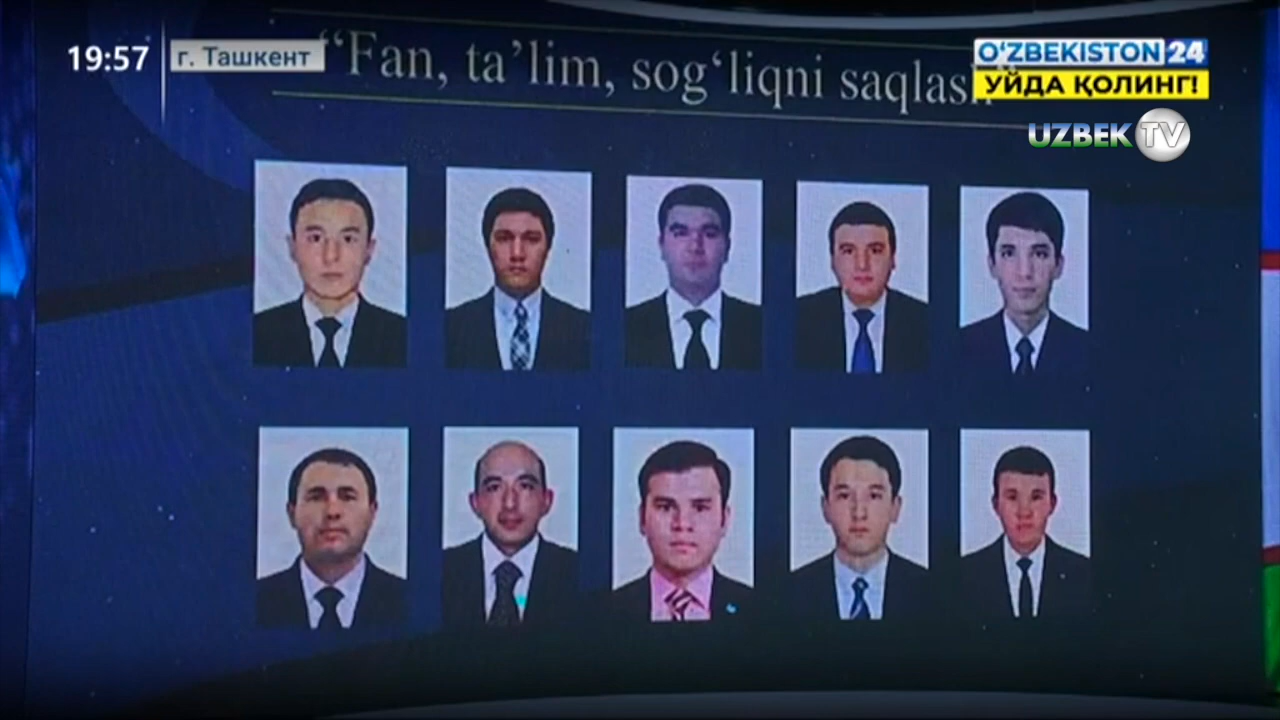 19:57
г. Ташкент
“Fan, ta’lim, sog‘liqni saqlash
O‘ZBEKISTON 24
УЙДА ҚОЛИНГ!
UZBEK TV